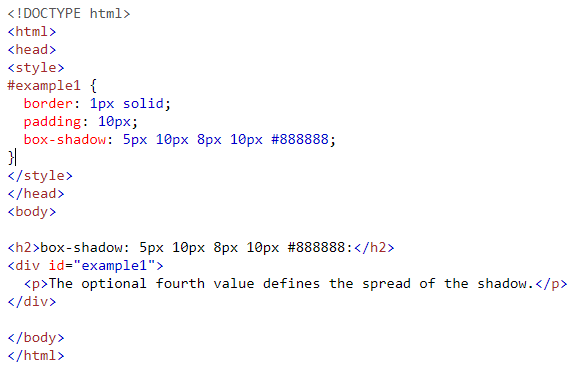 <!DOCTYPE html>
<html>
<head>
<style>
#example1 {
  border: 1px solid;
  padding: 10px;
  box-shadow: 5px 10px 8px 10px #888888;
}
</style>
</head>
<body>

<h2>box-shadow: 5px 10px 8px 10px #888888:</h2>
<div id="example1">
  <p>The optional fourth value defines the spread of the shadow.</p>
</div>

</body>
</html>